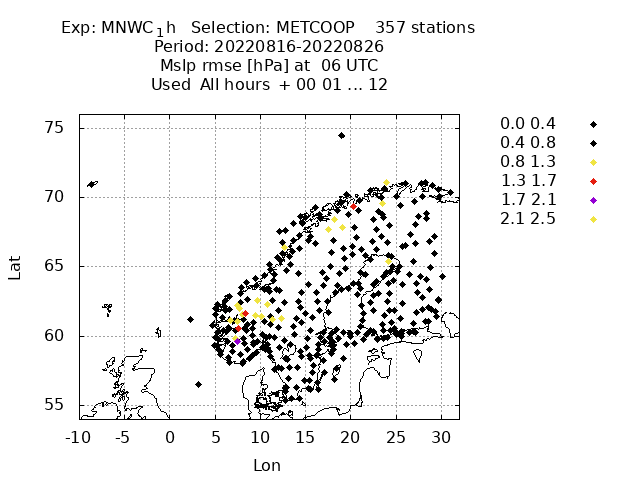 Exp: MNWC_1h Selection: METCOOP 357 stations
Period: 20220816-20220826
Mslp rmse [hPa] at 06 UTC
Used All hours + 00 01 ... 12
0.0 0.4
0.4 0.8
0.8 1.3
1.3 1.7
1.7 2.1
2.1 2.5
75
70
65
60
55
Lat
-10 -5 0 5 10 15 20 25 30
Lon